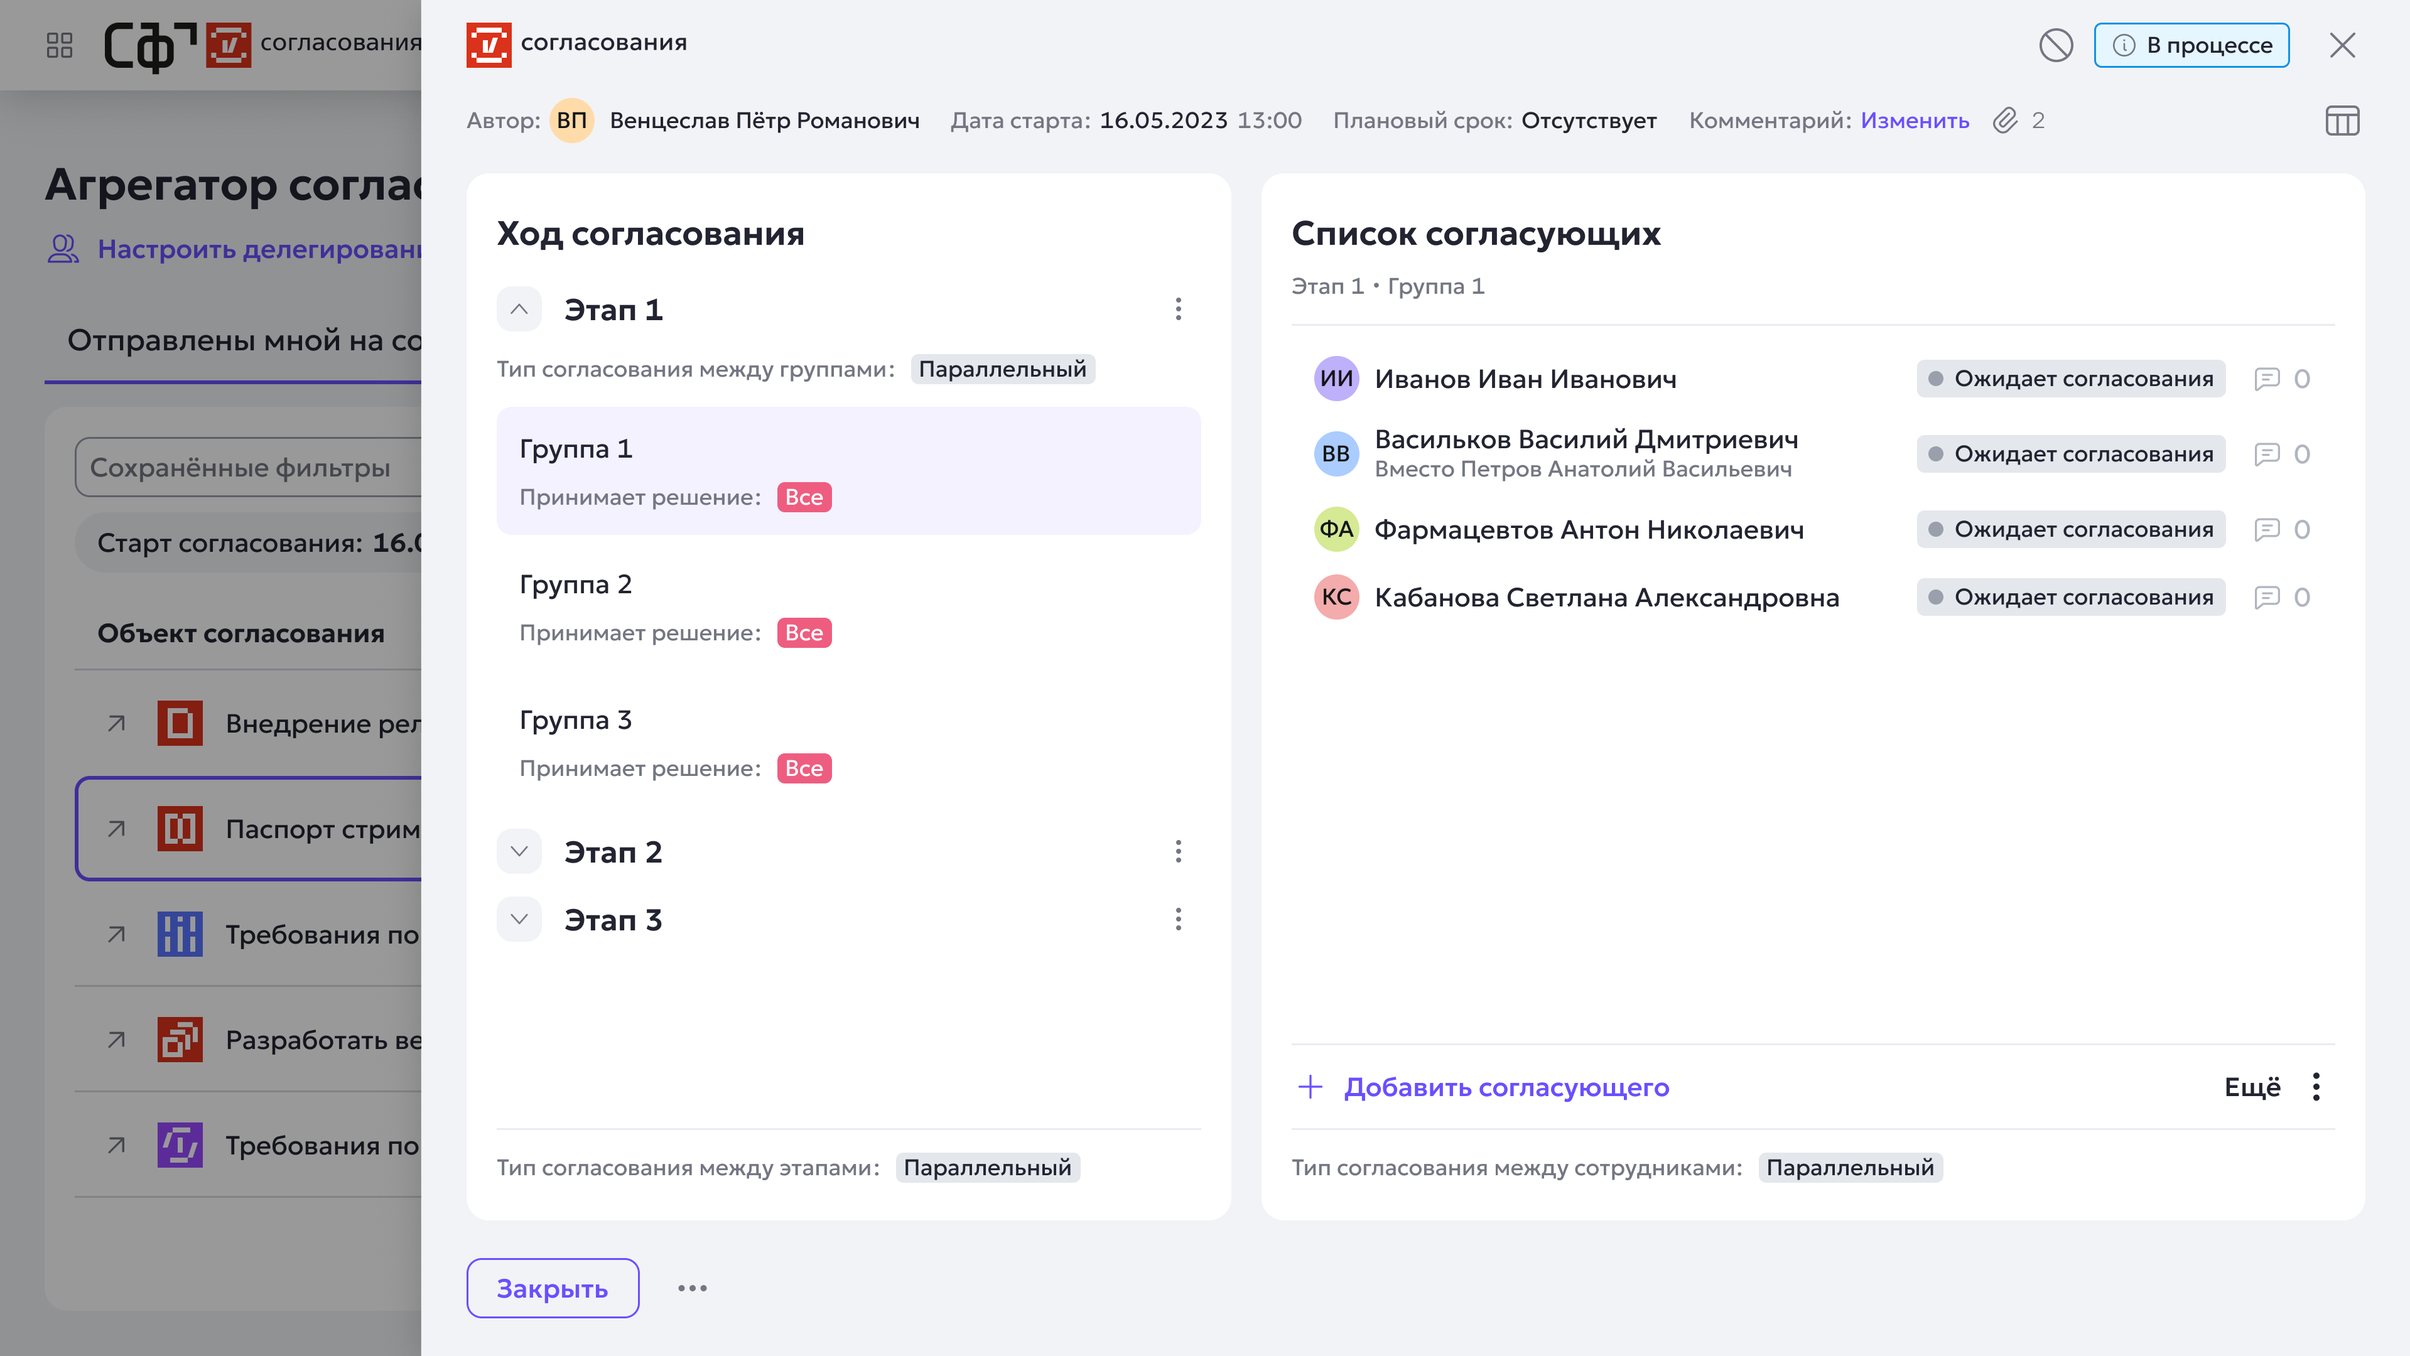 СФ согласования
Агрегатор соглас
Настроить делегировани
Отправлены мной на со
Сохранённые фильтры
Старт согласования: 16.0
Объект согласования
Внедрение рел
Паспорт стрим
Требования по
Разработать ве
Требования по
согласования
В процессе
Автор: ВП Венцеслав Пётр Романович Дата старта: 16.05.2023 13:00 Плановый срок: Отсутствует Комментарий: Изменить 2
Ход согласования
Этап 1
Тип согласования между группами: Параллельный
Группа 1
Принимает решение: Все
Группа 2
Принимает решение: Все
Группа 3
Принимает решение: Все
Этап 2
Этап 3
Тип согласования между этапами: Параллельный
Список согласующих
Этап 1 • Группа 1
ИИ Иванов Иван Иванович Ожидает согласования 0
ВВ Васильков Василий Дмитриевич Ожидает согласования 0
Вместо Петров Анатолий Васильевич
ФА Фармацевтов Антон Николаевич Ожидает согласования 0
КС Кабанова Светлана Александровна Ожидает согласования 0
Добавить согласующего Ещё
Тип согласования между сотрудниками: Параллельный
Закрыть